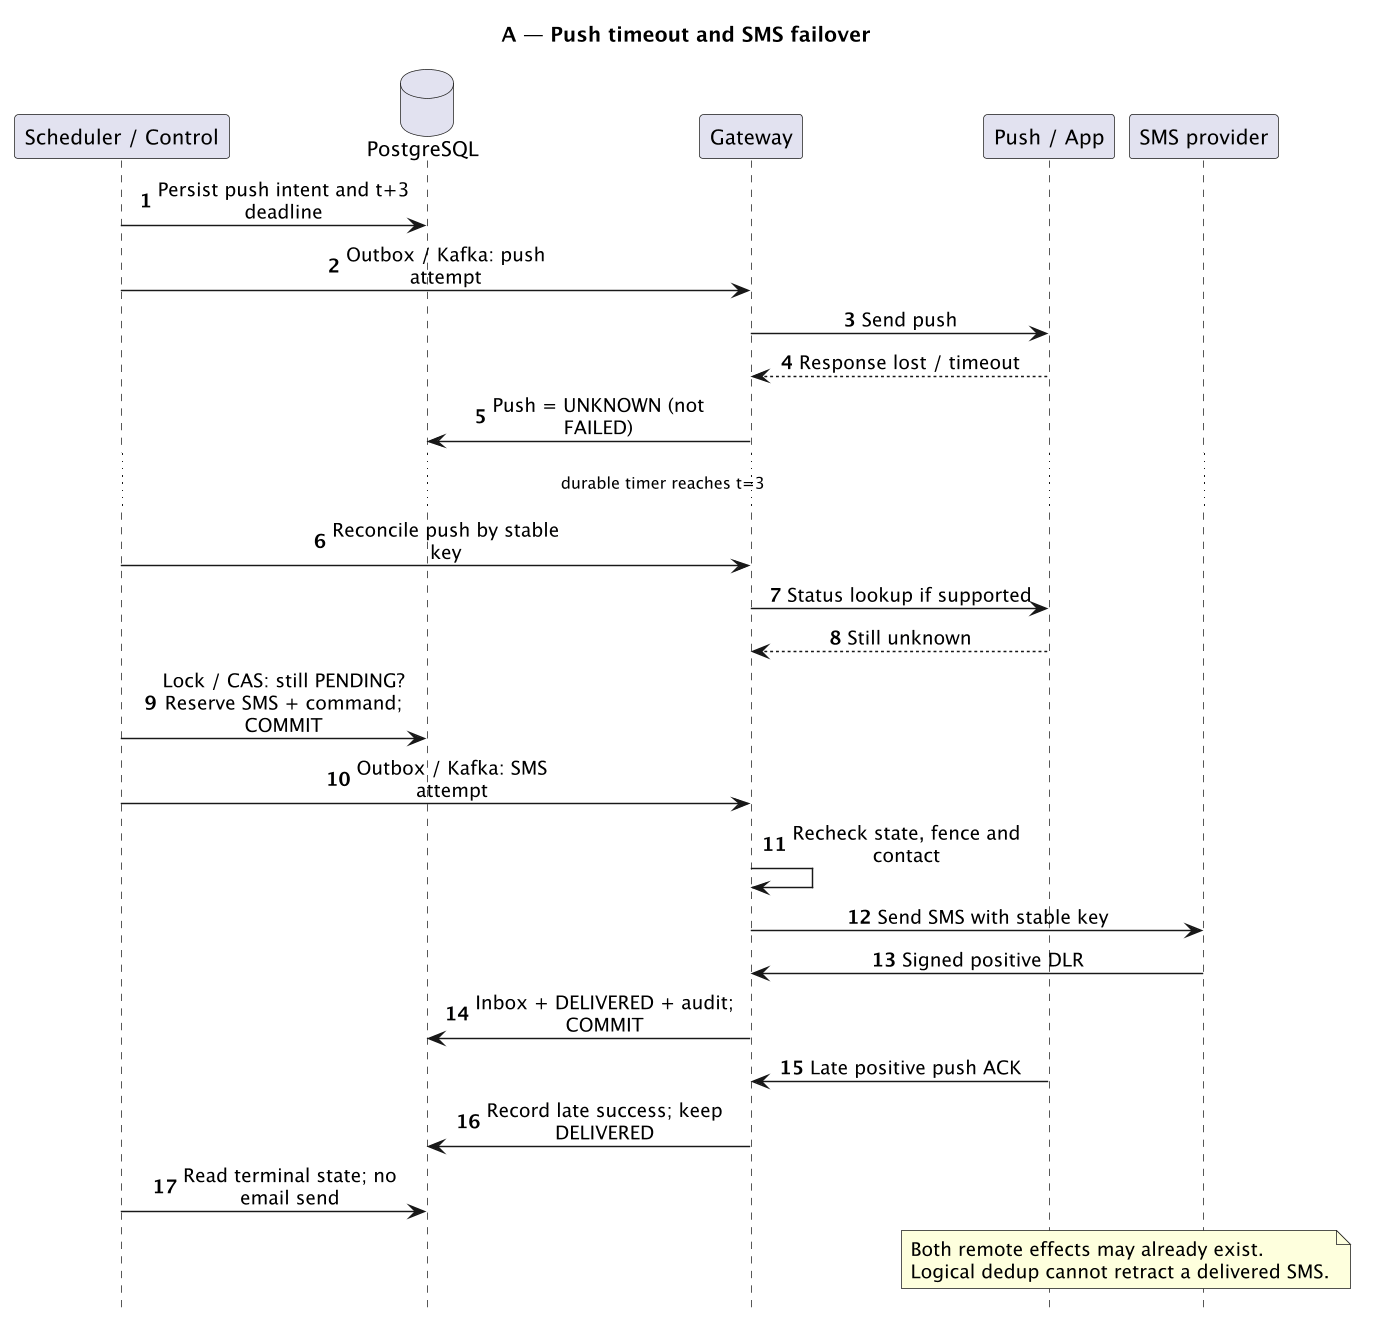 A — Push timeout and SMS failover
Scheduler / Control
PostgreSQL
Gateway
Push / App
SMS provider
1 Persist push intent and t+3
deadline
2 Outbox / Kafka: push
attempt
3 Send push
4 Response lost / timeout
5 Push = UNKNOWN (not
FAILED)
durable timer reaches t=3
6 Reconcile push by stable
key
7 Status lookup if supported
8 Still unknown
Lock / CAS: still PENDING?
9 Reserve SMS + command;
COMMIT
10 Outbox / Kafka: SMS
attempt
11 Recheck state, fence and
contact
12 Send SMS with stable key
13 Signed positive DLR
14 Inbox + DELIVERED + audit;
COMMIT
15 Late positive push ACK
16 Record late success; keep
DELIVERED
17 Read terminal state; no
email send
Both remote effects may already exist.
Logical dedup cannot retract a delivered SMS.